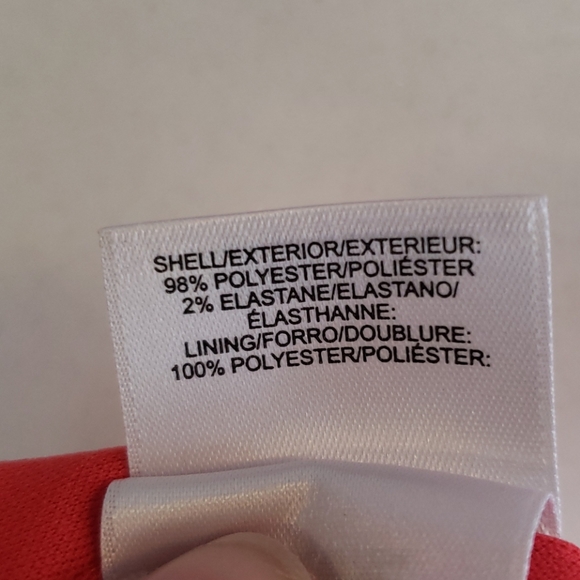 SHELL/EXTERIOR/EXTERIEUR:
98% POLYESTER/POLIÉSTER
2% ELASTANE/ELASTANO/
ÉLASTHANNE:
LINING/FORRO/DOUBLURE:
100% POLYESTER/POLIÉSTER: